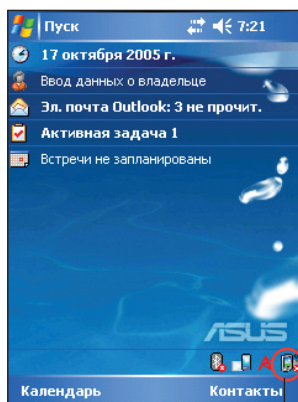 Пуск 7:21
17 октября 2005 г.
Ввод данных о владельце
Эл. почта Outlook: 3 не прочит.
Активная задача 1
Встречи не запланированы
ASUS
A
Календарь Контакты